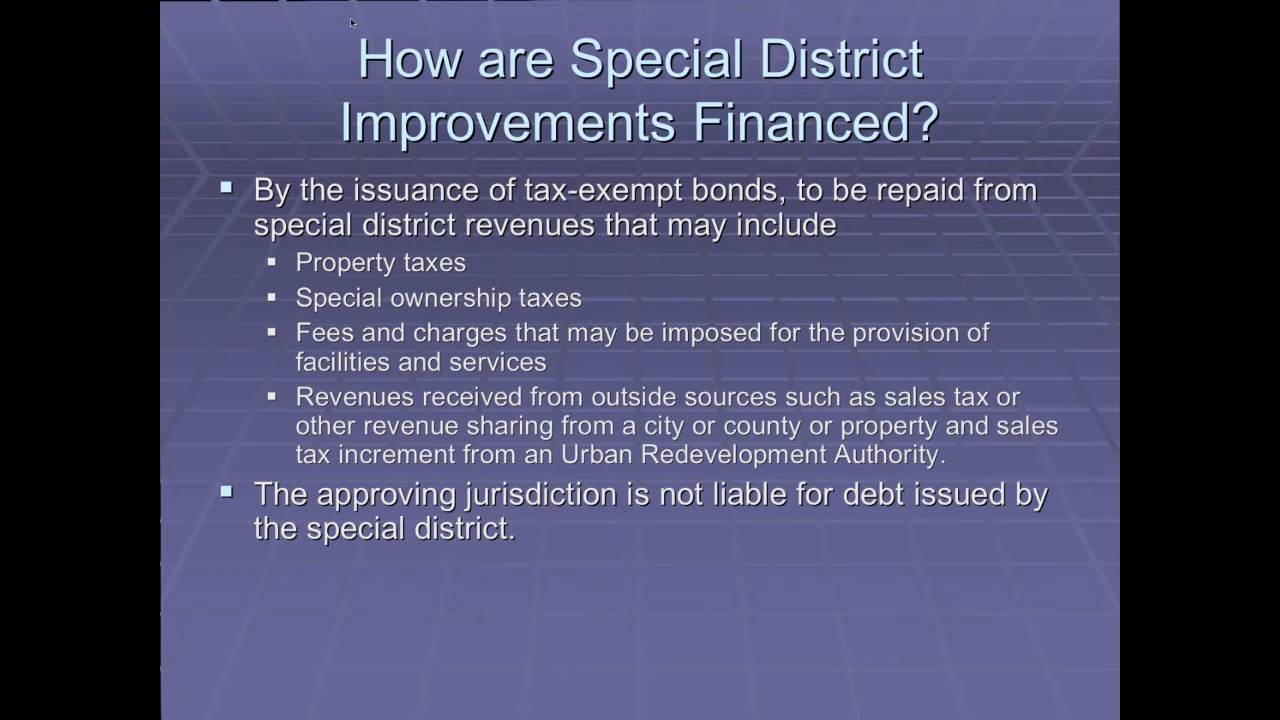 How are Special District
Improvements Financed?
By the issuance of tax-exempt bonds, to be repaid from
special district revenues that may include
Property taxes
Special ownership taxes
Fees and charges that may be imposed for the provision of
facilities and services
Revenues received from outside sources such as sales tax or
other revenue sharing from a city or county or property and sales
tax increment from an Urban Redevelopment Authority.
The approving jurisdiction is not liable for debt issued by
the special district.